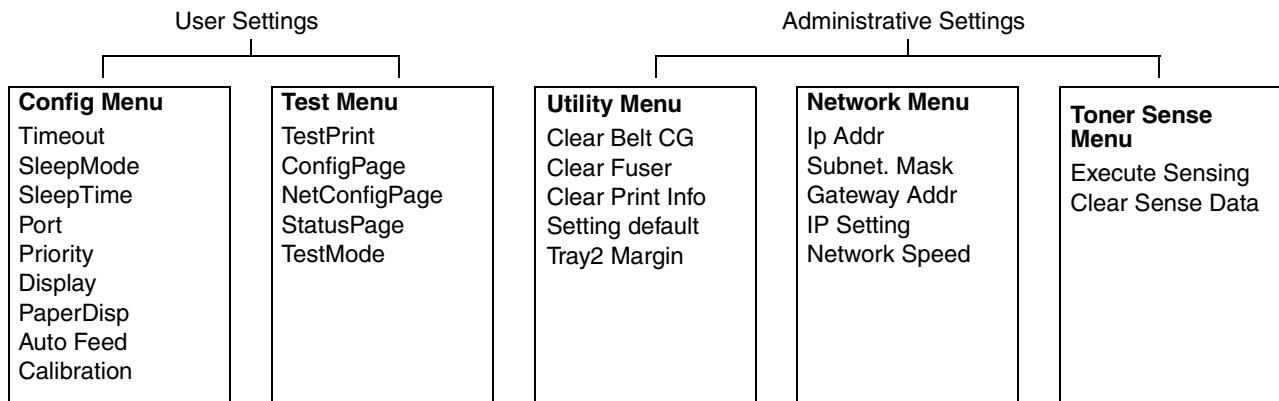 User Settings
Administrative Settings
Config Menu
Timeout
SleepMode
SleepTime
Port
Priority
Display
PaperDisp
Auto Feed
Calibration
Test Menu
TestPrint
ConfigPage
NetConfigPage
StatusPage
TestMode
Utility Menu
Clear Belt CG
Clear Fuser
Clear Print Info
Setting default
Tray2 Margin
Network Menu
Ip Addr
Subnet. Mask
Gateway Addr
IP Setting
Network Speed
Toner Sense
Menu
Execute Sensing
Clear Sense Data